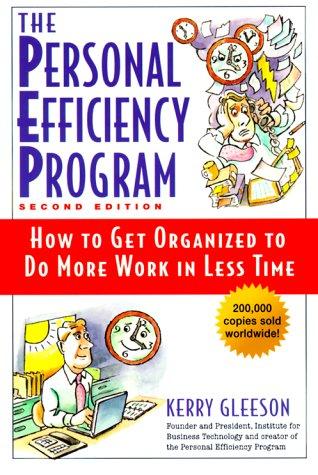 THE
PERSONAL
EFFICIENCY
PROGRAM
SECOND EDITION
HOW TO GET ORGANIZED TO
DO MORE WORK IN LESS TIME
200,000
copies sold
worldwide!
KERRY GLEESON
Founder and President, Institute for
Business Technology and creator of
the Personal Efficiency Program